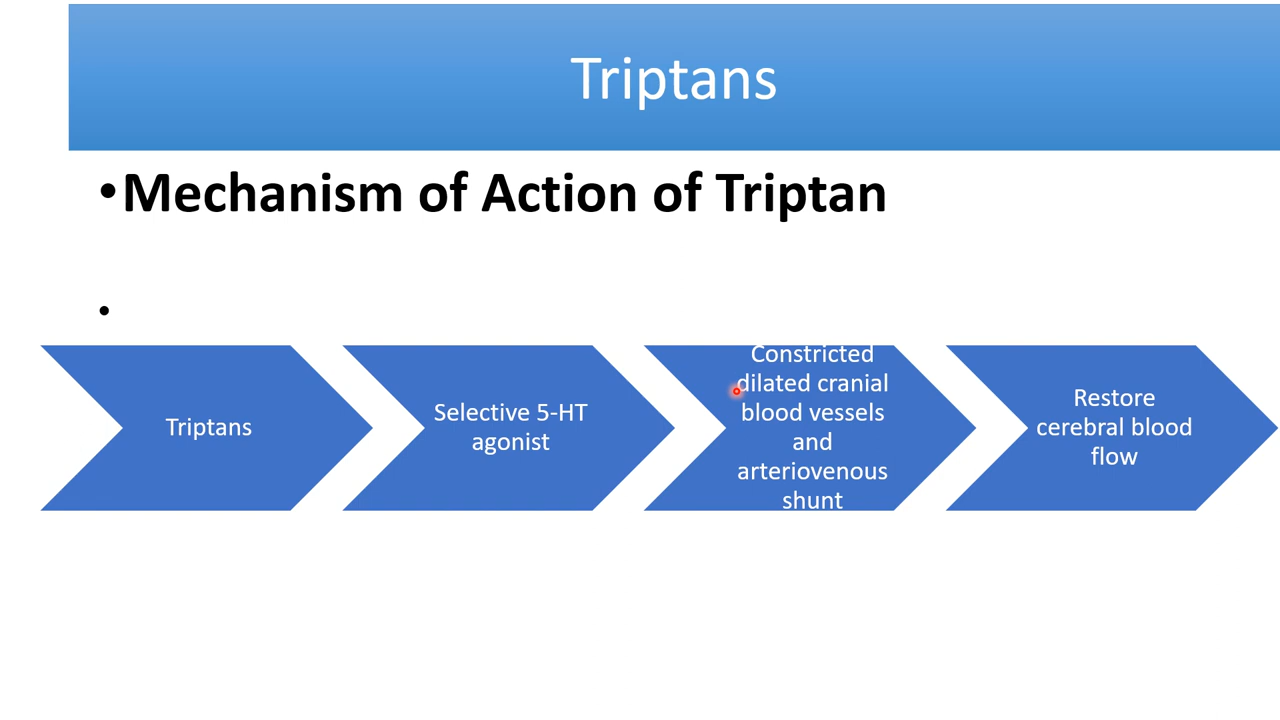 Triptans
•Mechanism of Action of Triptan
•
Triptans
Selective 5-HT
agonist
Constricted
dilated cranial
blood vessels
and
arteriovenous
shunt
Restore
cerebral blood
flow